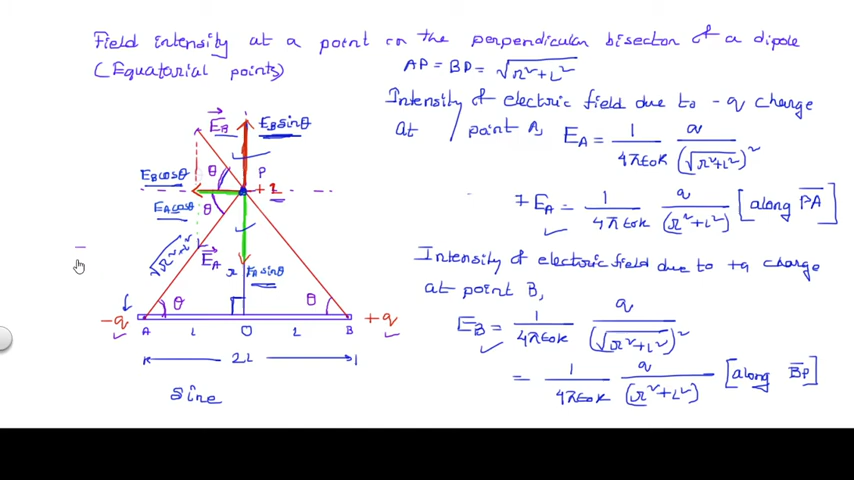 Field intensity at a point on the perpendicular bisector of a dipole
(Equatarial points)
AP = BP = √(r²+L²)
Intensity of electric field due to -q charge
at point A, E_A = 1/4πε₀K q/(√(r²+L²))²
E_A = 1/4πε₀K q/(r²+L²) [along PA]
Intensity of electric field due to +q charge
at point B,
E_B = 1/4πε₀K q/(√(r²+L²))²
= 1/4πε₀K q/(r²+L²) [along BP]
E_B E_B sinθ
E_B cosθ θ P
+1
E_A cosθ θ
√(r²+L²) E_A r E_A sinθ
-q θ θ +q
A L O L B
2L
Sine